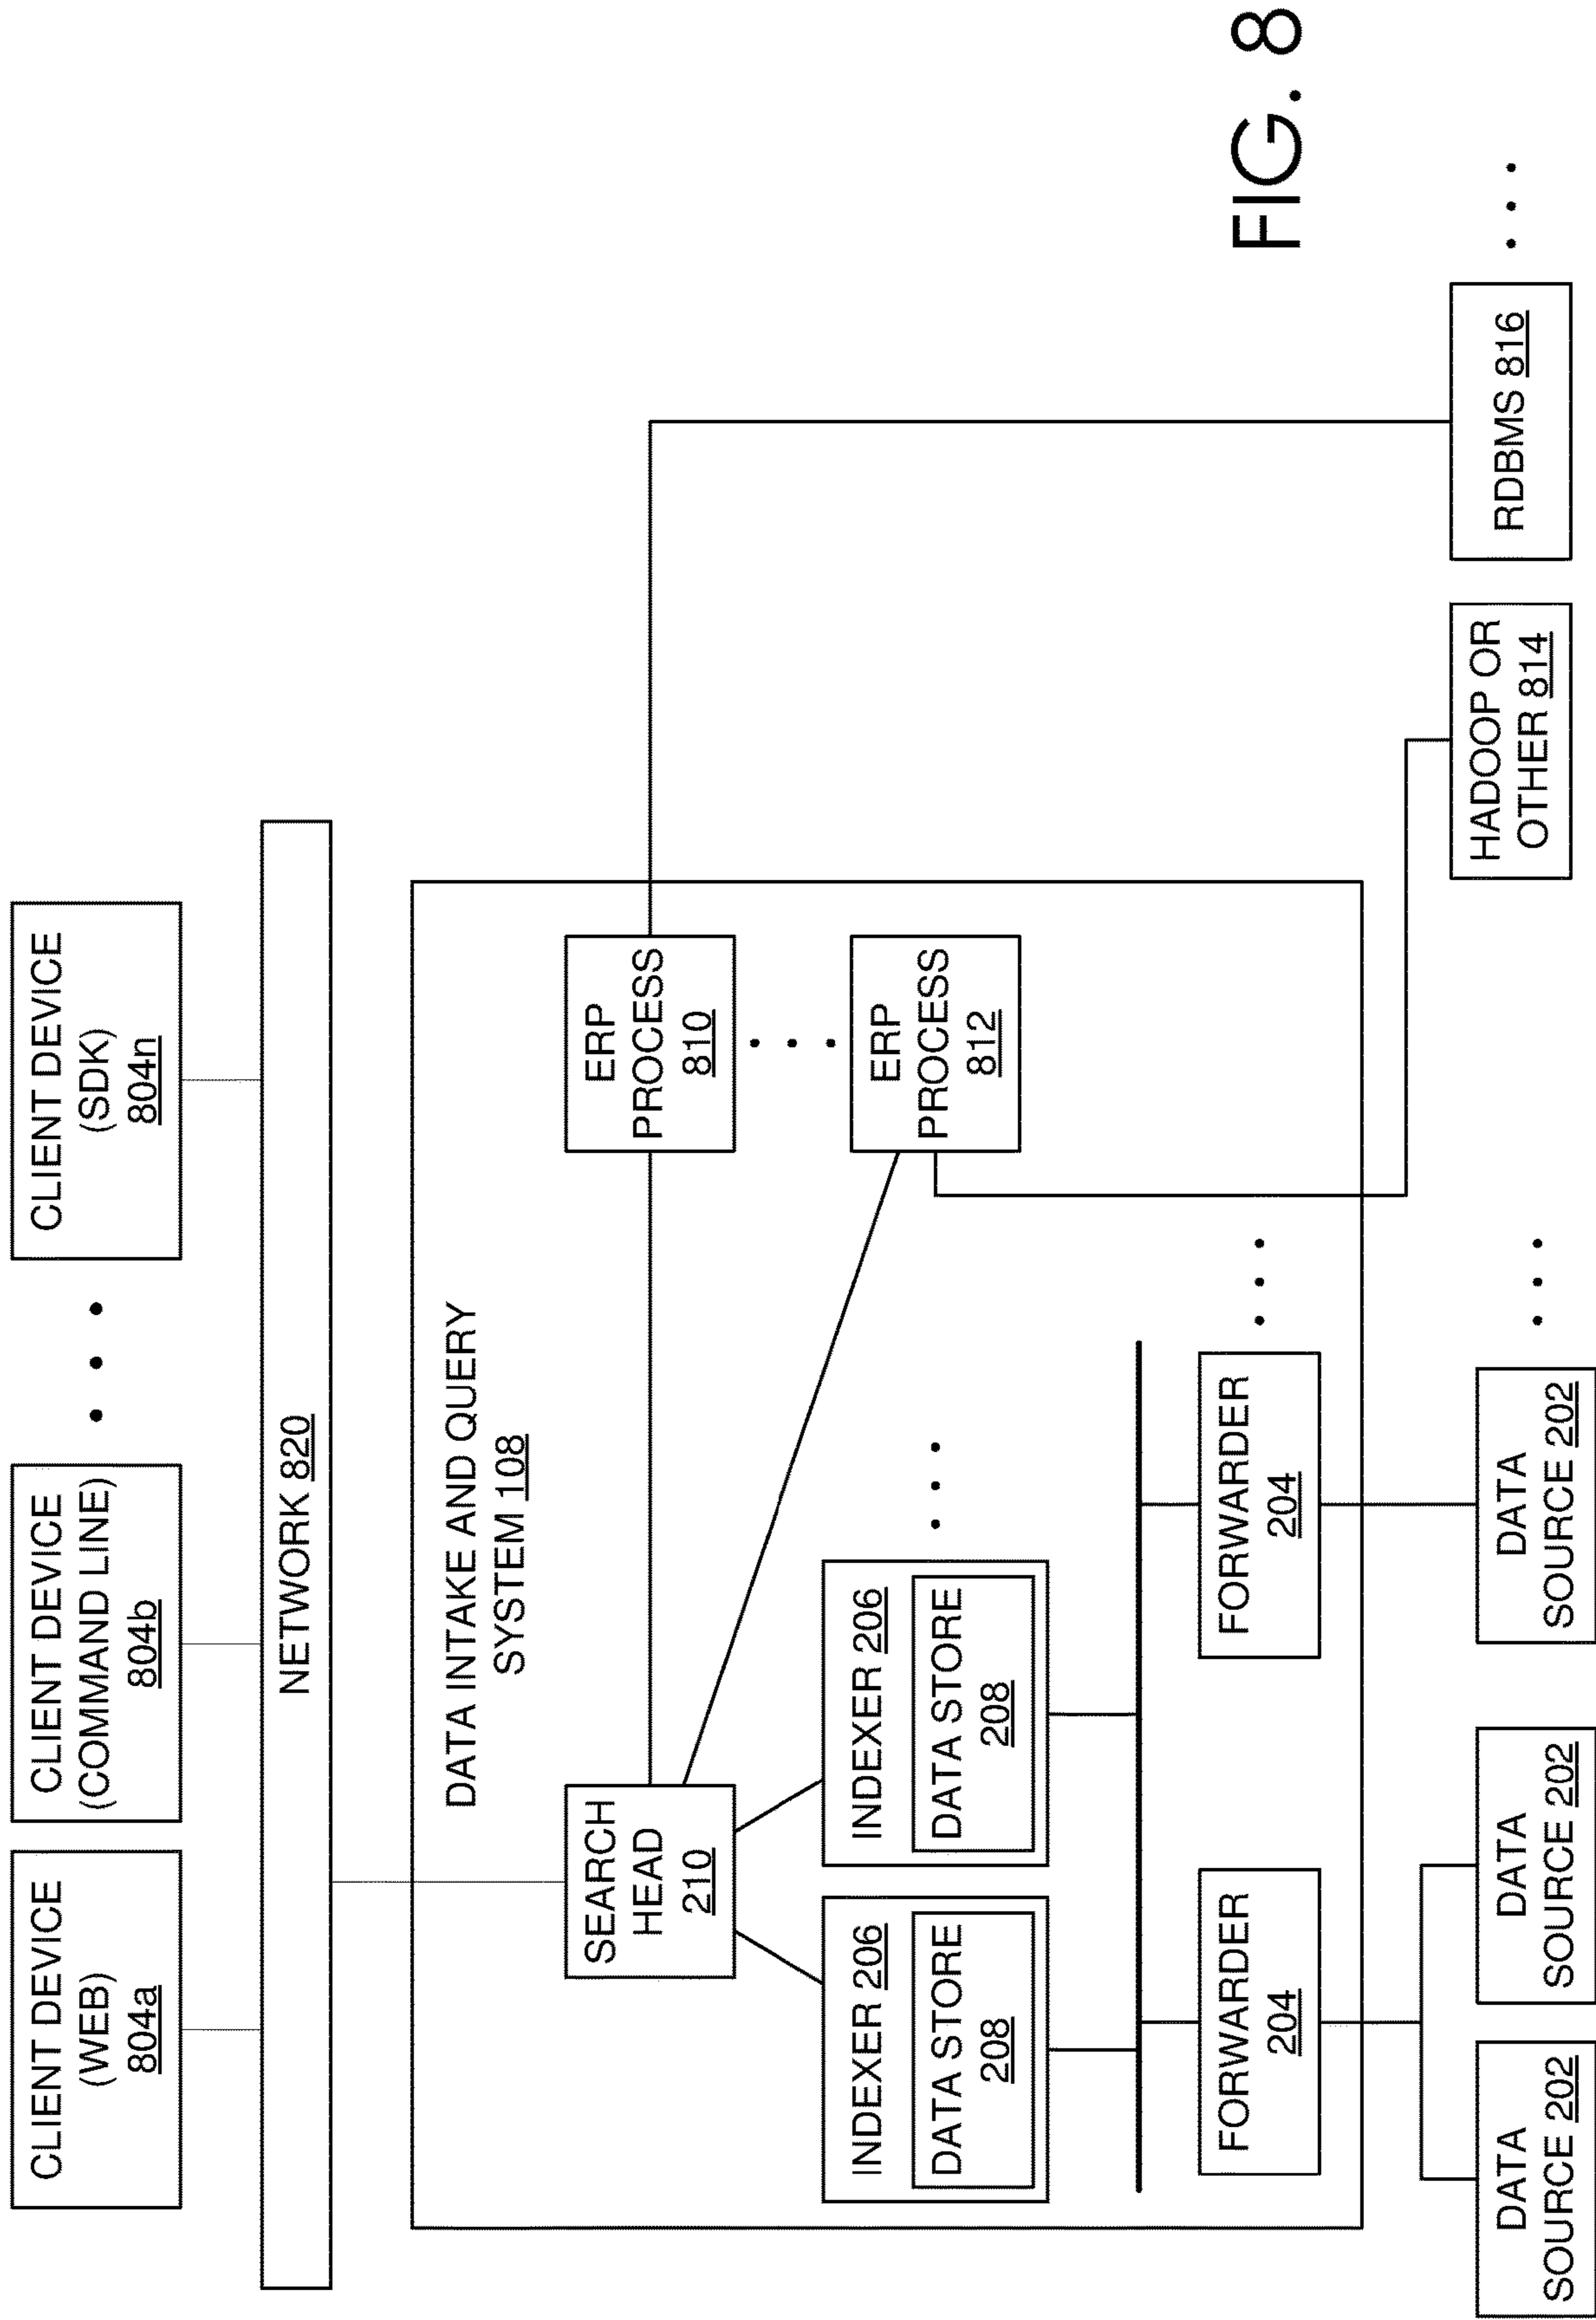 CLIENT DEVICE
(WEB)
804a
CLIENT DEVICE
(COMMAND LINE)
804b
CLIENT DEVICE
(SDK)
804n
NETWORK 820
DATA INTAKE AND QUERY
SYSTEM 108
SEARCH
HEAD
210
ERP
PROCESS
810
INDEXER 206
DATA STORE
208
INDEXER 206
DATA STORE
208
ERP
PROCESS
812
FORWARDER
204
FORWARDER
204
DATA
SOURCE 202
DATA
SOURCE 202
DATA
SOURCE 202
HADOOP OR
OTHER 814
RDBMS 816
FIG. 8